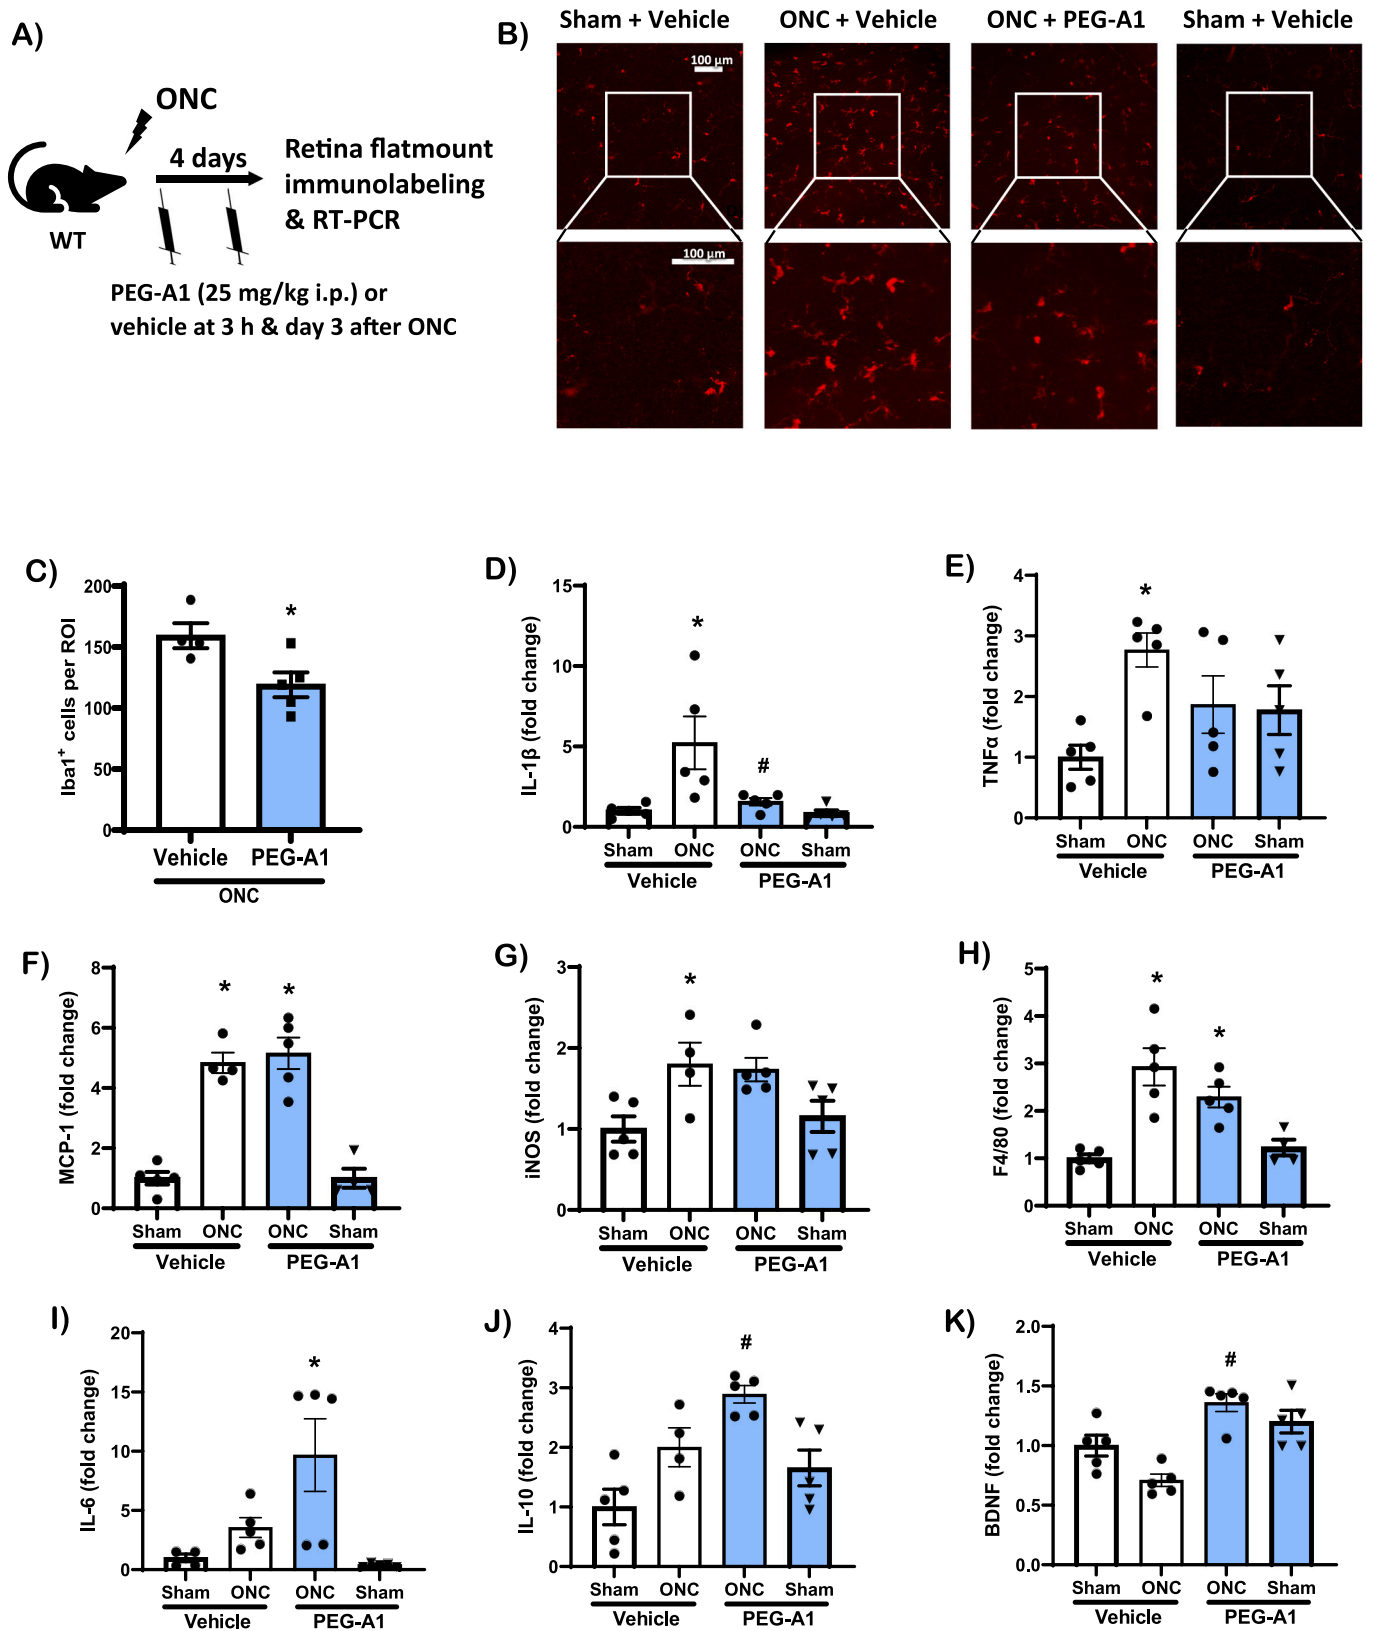 A)
ONC
4 days
WT
Retina flatmount
immunolabeling
& RT-PCR
PEG-A1 (25 mg/kg i.p.) or
vehicle at 3 h & day 3 after ONC
B)
Sham + Vehicle
ONC + Vehicle
ONC + PEG-A1
Sham + Vehicle
100 µm
100 µm
C)
Iba1⁺ cells per ROI
200
150
100
50
0
*
Vehicle
PEG-A1
ONC
D)
IL-1β (fold change)
15
10
5
0
*
#
Sham
ONC
ONC
Sham
Vehicle
PEG-A1
E)
TNFα (fold change)
4
3
2
1
0
*
Sham
ONC
ONC
Sham
Vehicle
PEG-A1
F)
MCP-1 (fold change)
8
6
4
2
0
*
*
Sham
ONC
ONC
Sham
Vehicle
PEG-A1
G)
iNOS (fold change)
3
2
1
0
*
Sham
ONC
ONC
Sham
Vehicle
PEG-A1
H)
F4/80 (fold change)
5
4
3
2
1
0
*
*
Sham
ONC
ONC
Sham
Vehicle
PEG-A1
I)
IL-6 (fold change)
20
15
10
5
0
*
Sham
ONC
ONC
Sham
Vehicle
PEG-A1
J)
IL-10 (fold change)
4
3
2
1
0
#
Sham
ONC
ONC
Sham
Vehicle
PEG-A1
K)
BDNF (fold change)
2.0
1.5
1.0
0.5
0.0
#
Sham
ONC
ONC
Sham
Vehicle
PEG-A1